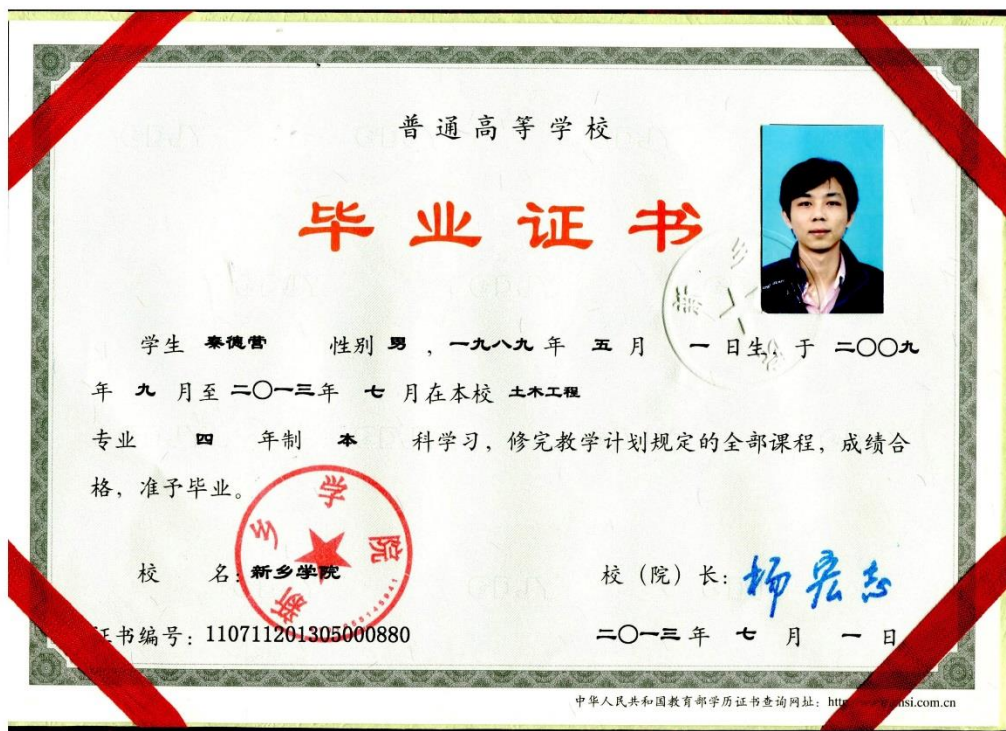 普通高等学校
毕业证书
学生 秦德营 性别 男 ，一九八九 年 五 月 一 日生，于 二〇〇九
年 九 月至 二〇一三年 七 月在本校 土木工程
专业 四 年制 本 科学习，修完教学计划规定的全部课程，成绩合
格，准予毕业。
新乡学院
校 名：新乡学院
校（院）长：杨宏志
证书编号：110711201305000880
二〇一三 年 七 月 一 日
中华人民共和国教育部学历证书查询网址：